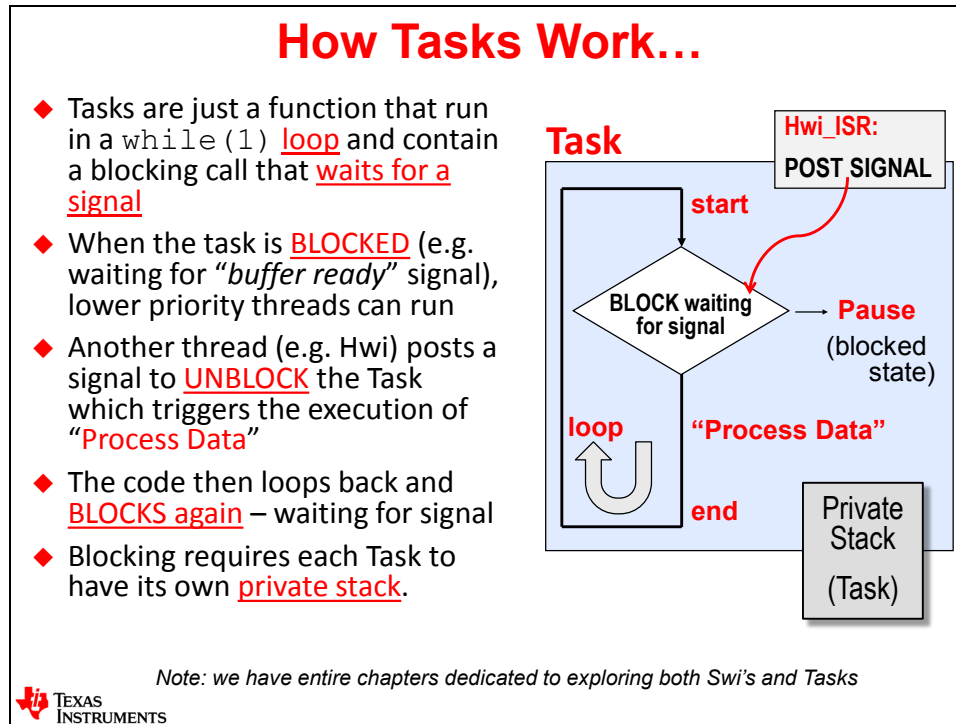 How Tasks Work…
◆ Tasks are just a function that run
in a while(1) loop and contain
a blocking call that waits for a
signal
◆ When the task is BLOCKED (e.g.
waiting for “buffer ready” signal),
lower priority threads can run
◆ Another thread (e.g. Hwi) posts a
signal to UNBLOCK the Task
which triggers the execution of
“Process Data”
◆ The code then loops back and
BLOCKS again – waiting for signal
◆ Blocking requires each Task to
have its own private stack.
Task
Hwi_ISR:
POST SIGNAL
start
BLOCK waiting
for signal
Pause
(blocked
state)
loop
“Process Data”
end
Private
Stack
(Task)
Note: we have entire chapters dedicated to exploring both Swi’s and Tasks
TEXAS
INSTRUMENTS